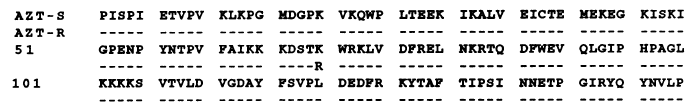 AZT-S PISPI ETVPV KLKPG MDGPK VKQWP LTEEK IKALV EICTE MEKEG KISKI
AZT-R ----- ----- ----- ----- ----- ----- ----- ----- ----- -----
51 GPENP YNTPV FAIKK KDSTK WRKLV DFREL NKRTQ DFWEV QLGIP HPAGL
----- ----- ----- ----R ----- ----- ----- ----- ----- -----
101 KKKKS VTVLD VGDAY FSVPL DEDFR KYTAF TIPSI NNETP GIRYQ YNVLP
----- ----- ----- ----- ----- ----- ----- ----- ----- -----